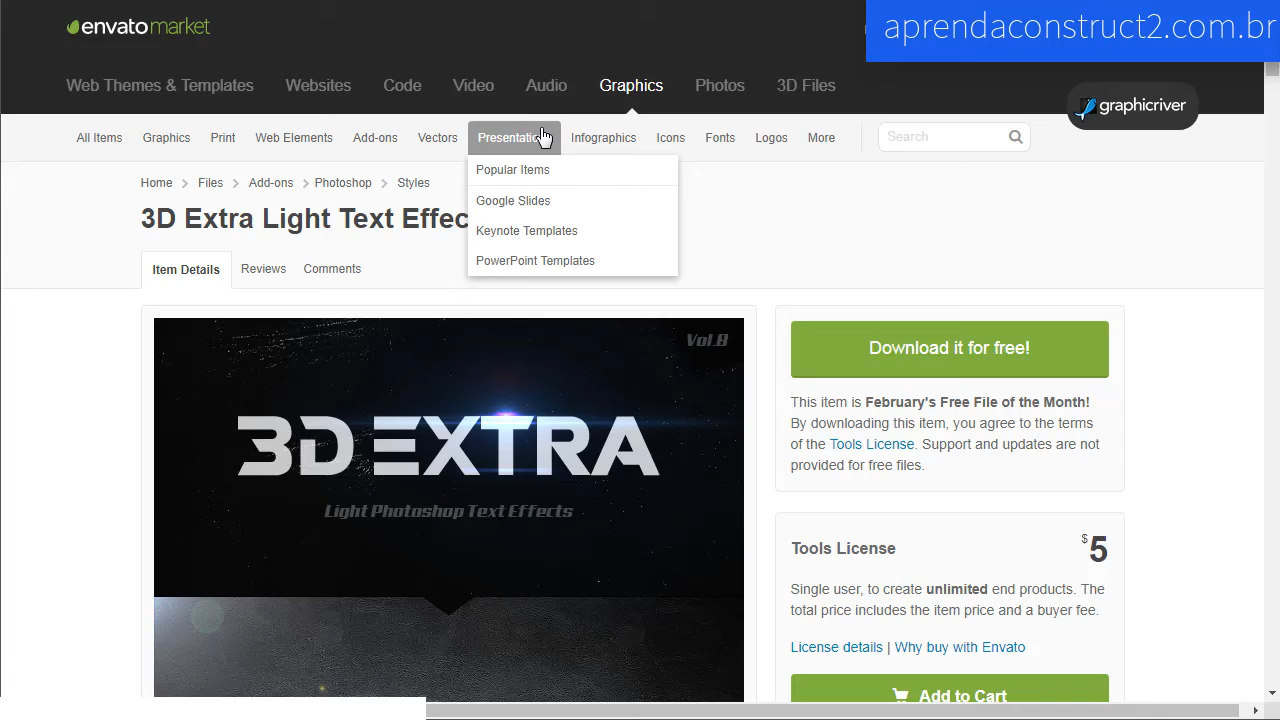 envatomarket
aprendaconstruct2.com.br
Web Themes & Templates Websites Code Video Audio Graphics Photos 3D Files
graphicriver
All Items Graphics Print Web Elements Add-ons Vectors Presentatio Infographics Icons Fonts Logos More Search
Popular Items
Google Slides
Keynote Templates
PowerPoint Templates
Home Files Add-ons Photoshop Styles
3D Extra Light Text Effec
Item Details Reviews Comments
Vol.8
3D EXTRA
Light Photoshop Text Effects
Download it for free!
This item is February's Free File of the Month!
By downloading this item, you agree to the terms
of the Tools License. Support and updates are not
provided for free files.
Tools License $5
Single user, to create unlimited end products. The
total price includes the item price and a buyer fee.
License details | Why buy with Envato
Add to Cart